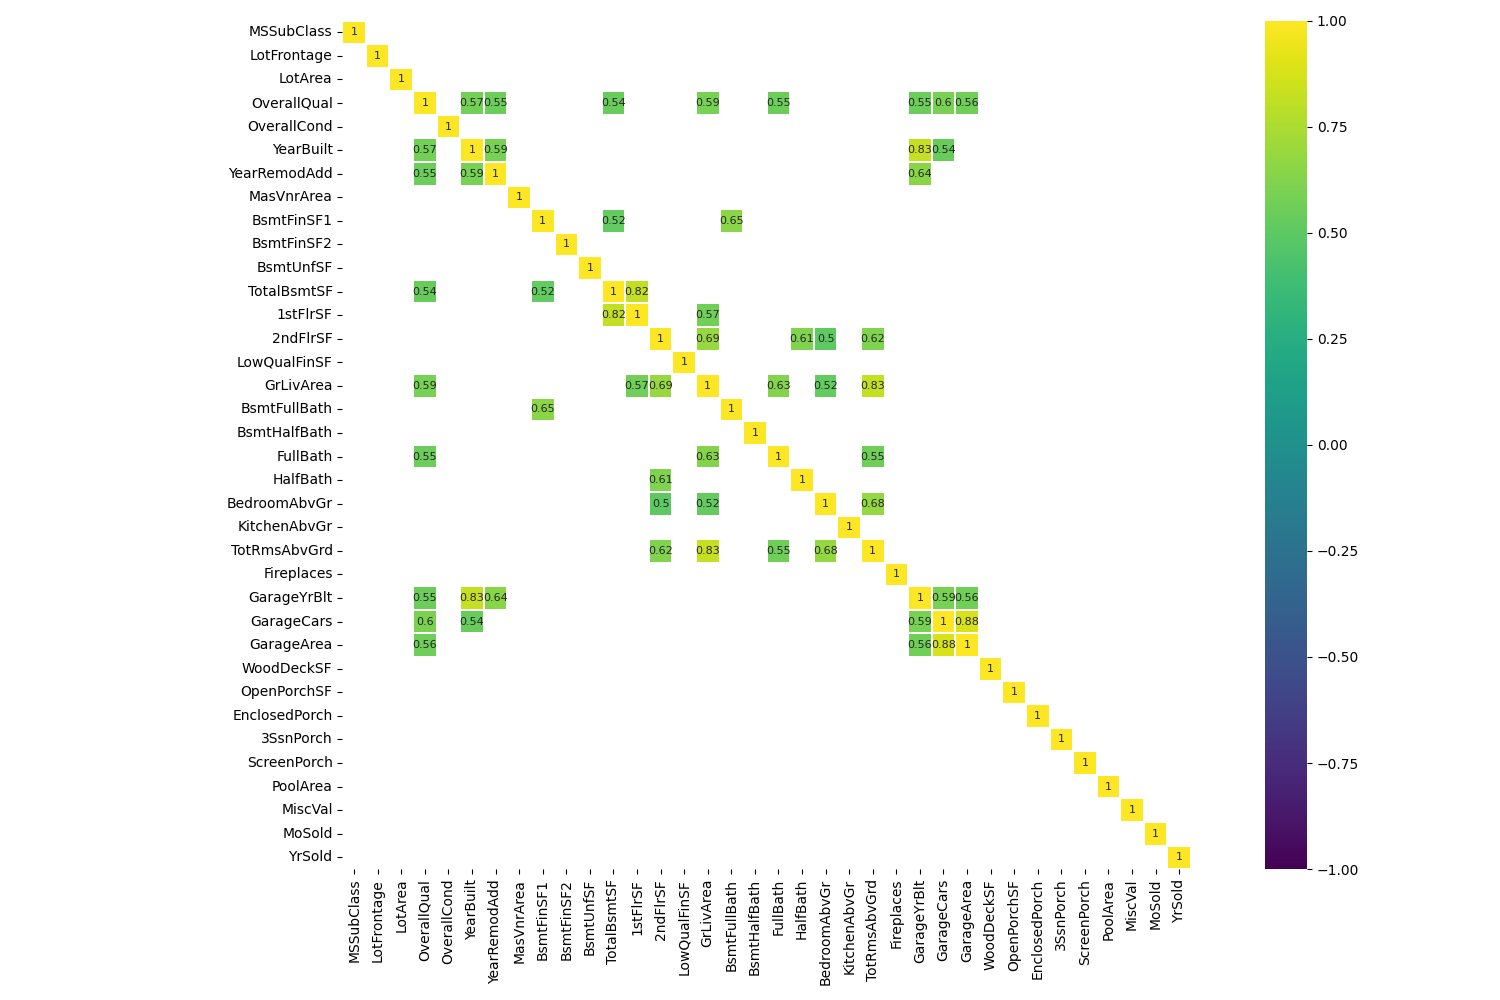 MSSubClass 1 1.00
LotFrontage 1
LotArea 1
OverallQual 1 0.57 0.55 0.54 0.59 0.55 0.55 0.6 0.56
OverallCond 1 0.75
YearBuilt 0.57 1 0.59 0.83 0.54
YearRemodAdd 0.55 0.59 1 0.64
MasVnrArea 1
BsmtFinSF1 1 0.52 0.65
0.50
BsmtFinSF2 1
BsmtUnfSF 1
TotalBsmtSF 0.54 0.52 1 0.82
1stFlrSF 0.82 1 0.57
2ndFlrSF 1 0.69 0.61 0.5 0.62 0.25
LowQualFinSF 1
GrLivArea 0.59 0.57 0.69 1 0.63 0.52 0.83
BsmtFullBath 0.65 1
BsmtHalfBath 1
0.00
FullBath 0.55 0.63 1 0.55
HalfBath 0.61 1
BedroomAbvGr 0.5 0.52 1 0.68
KitchenAbvGr 1
TotRmsAbvGrd 0.62 0.83 0.55 0.68 1 −0.25
Fireplaces 1
GarageYrBlt 0.55 0.83 0.64 1 0.59 0.56
GarageCars 0.6 0.54 0.59 1 0.88
GarageArea 0.56 0.56 0.88 1
−0.50
WoodDeckSF 1
OpenPorchSF 1
EnclosedPorch 1
3SsnPorch 1
ScreenPorch 1
−0.75
PoolArea 1
MiscVal 1
MoSold 1
YrSold 1
−1.00
MSSubClass
LotFrontage
LotArea
OverallQual
OverallCond
YearBuilt
YearRemodAdd
MasVnrArea
BsmtFinSF1
BsmtFinSF2
BsmtUnfSF
TotalBsmtSF
1stFlrSF
2ndFlrSF
LowQualFinSF
GrLivArea
BsmtFullBath
BsmtHalfBath
FullBath
HalfBath
BedroomAbvGr
KitchenAbvGr
TotRmsAbvGrd
Fireplaces
GarageYrBlt
GarageCars
GarageArea
WoodDeckSF
OpenPorchSF
EnclosedPorch
3SsnPorch
ScreenPorch
PoolArea
MiscVal
MoSold
YrSold